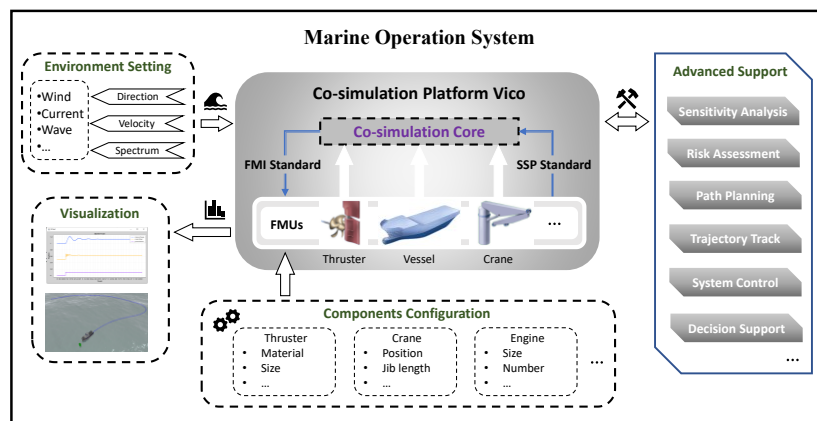 Marine Operation System
Environment Setting
•Wind
•Current
•Wave
•...
Direction
Velocity
Spectrum
Co-simulation Platform Vico
Co-simulation Core
FMI Standard
SSP Standard
FMUs
...
Thruster
Vessel
Crane
Advanced Support
Sensitivity Analysis
Risk Assessment
Path Planning
Trajectory Track
System Control
Decision Support
...
Visualization
Components Configuration
Thruster
• Material
• Size
• ...
Crane
• Position
• Jib length
• ...
Engine
• Size
• Number
• ...
...